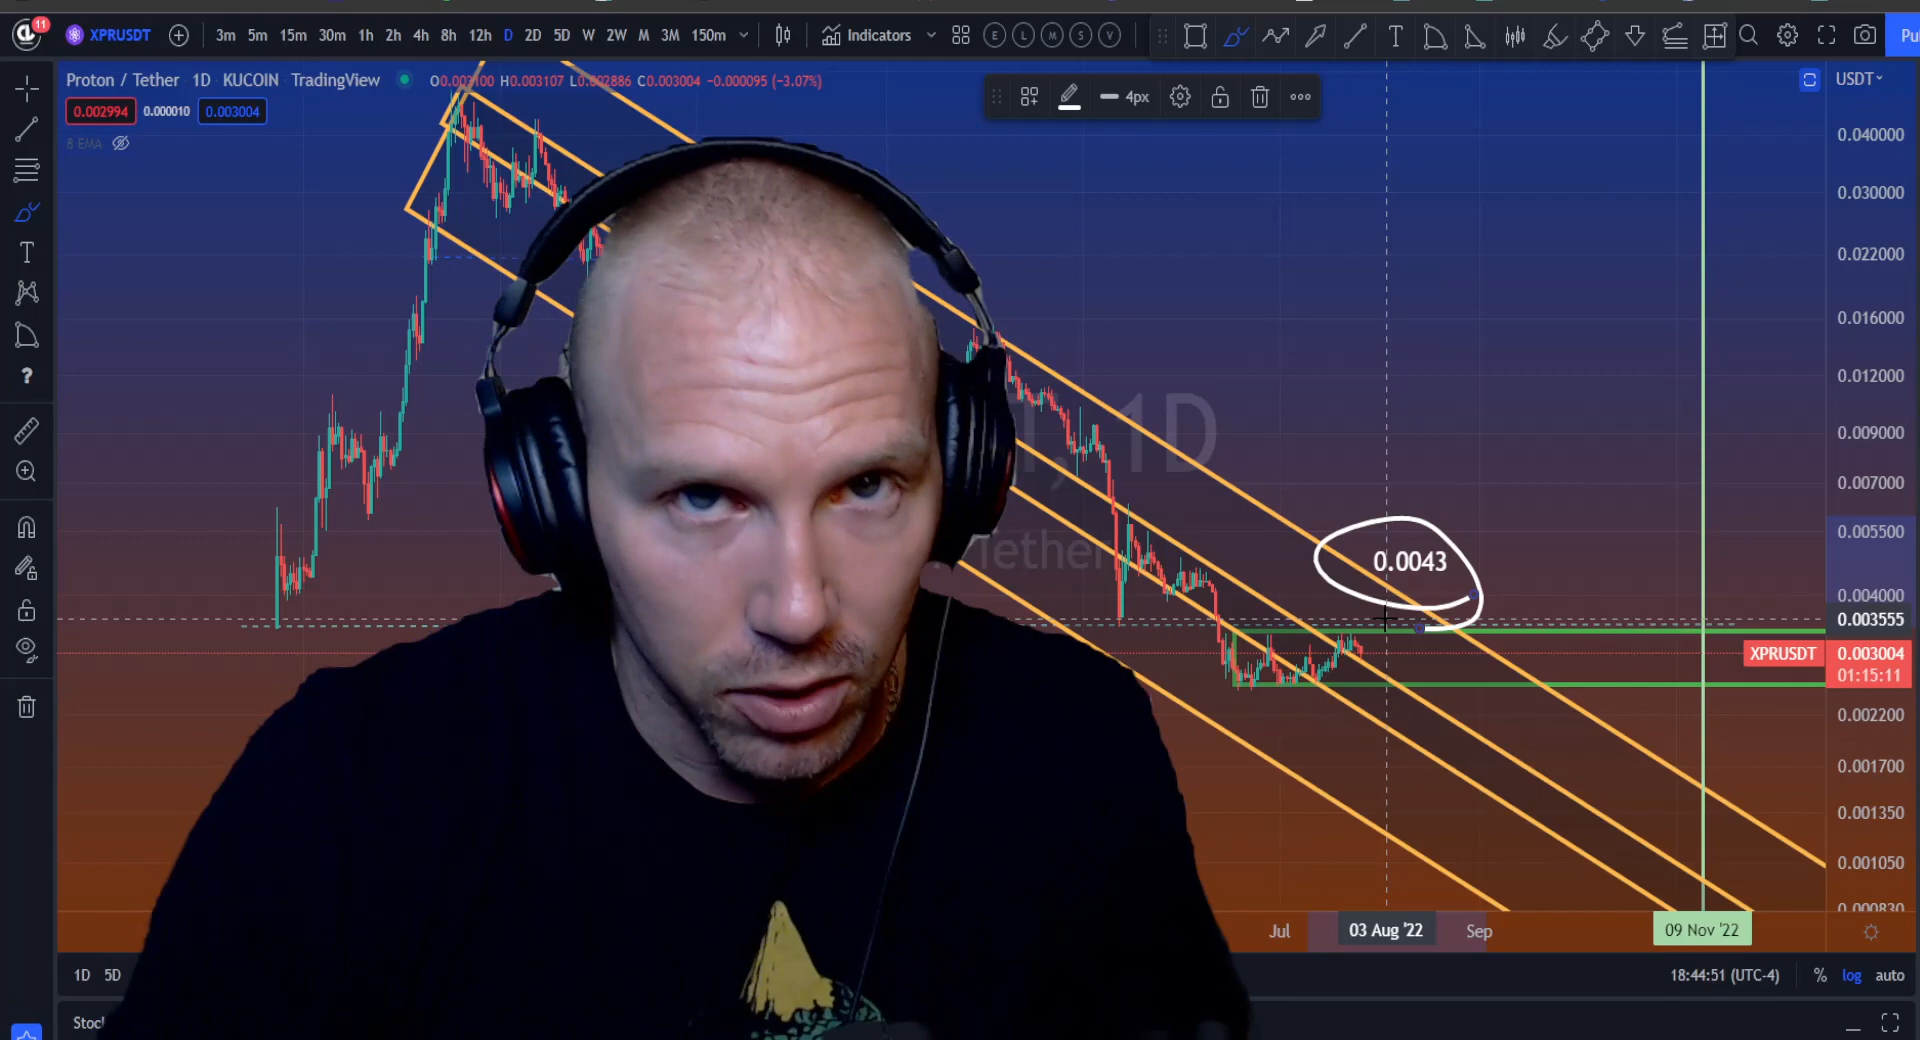 11
XPRUSDT 3m 5m 15m 30m 1h 2h 4h 8h 12h D 2D 5D W 2W M 3M 150m Indicators E L M S V T Pu
Proton / Tether 1D KUCOIN TradingView O0.003100 H0.003107 L0.002886 C0.003004 −0.000095 (−3.07%)
0.002994 0.000010 0.003004
8 EMA
4px
USDT
0.040000
0.030000
0.022000
0.016000
0.012000
0.009000
0.007000
0.005500
0.004000
0.003555
XPRUSDT 0.003004
01:15:11
0.002200
0.001700
0.001350
0.001050
0.000830
, 1D
Tether
0.0043
T
?
Jul 03 Aug '22 Sep 09 Nov '22
1D 5D 18:44:51 (UTC-4) % log auto
Stoc